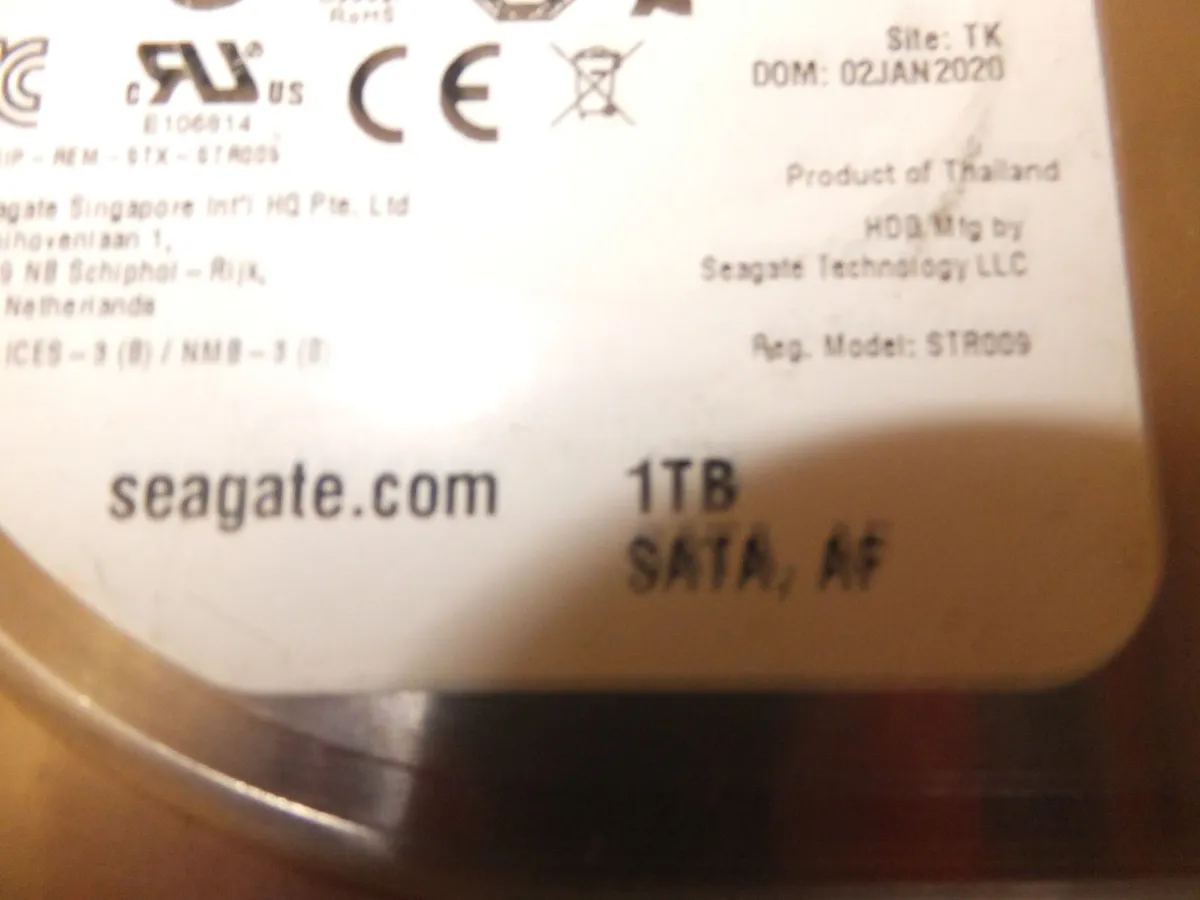 RoHS
c RU US
E106814
Site: TK
DOM: 02JAN2020
-REM-STX-STR009
Product of Thailand
agate Singapore Int'l HQ Pte. Ltd
HDD Mfg by
Seagate Technology LLC
NB Schiphol-Rijk,
Netherlands
ICES-3 (B) / NMB-3 (B)
Reg. Model: STR009
seagate.com
1TB
SATA, AF